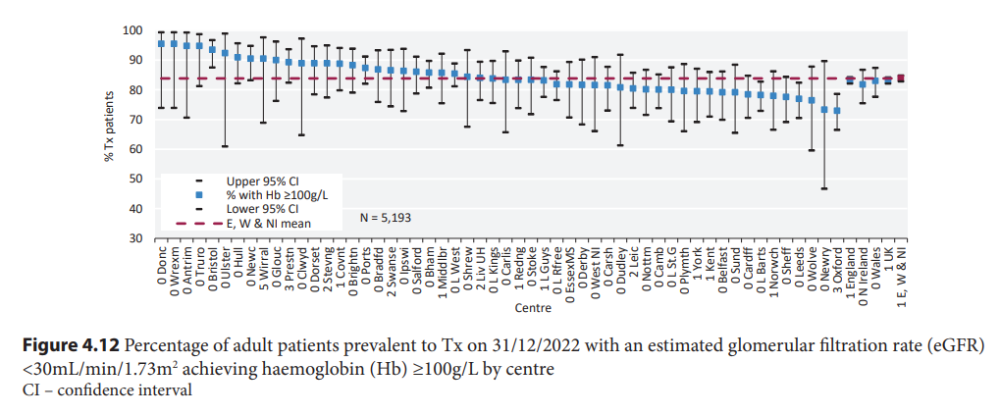 100
90
80
70
60
50
40
30
% Tx patients
Upper 95% CI
% with Hb ≥100g/L
Lower 95% CI
E, W & NI mean
N = 5,193
0 Donc
0 Wrexm
0 Antrim
0 Truro
0 Bristol
0 Ulster
0 Hull
0 Newc
5 Wirral
0 Glouc
3 Prestn
0 Clwyd
0 Dorset
2 Stevng
1 Covnt
0 Brightn
0 Ports
0 Bradfd
2 Swanse
0 Ipswi
0 Salford
0 Bham
1 Middlbr
0 L West
0 Shrew
2 Liv UH
0 L Kings
0 Carlis
1 Redng
0 Stoke
1 L Guys
0 L Rfree
0 EssexMS
0 Derby
0 West NI
0 Carsh
0 Dudley
2 Leic
0 Nottm
0 Camb
0 L St.G
0 Plymth
1 York
1 Kent
0 Belfast
0 Sund
0 Cardff
0 L Barts
1 Norwch
0 Sheff
0 Leeds
0 Wolve
0 Newry
3 Oxford
1 England
0 N Ireland
0 Wales
1 UK
1 E, W & NI
Centre
Figure 4.12 Percentage of adult patients prevalent to Tx on 31/12/2022 with an estimated glomerular filtration rate (eGFR)
<30mL/min/1.73m² achieving haemoglobin (Hb) ≥100g/L by centre
CI – confidence interval